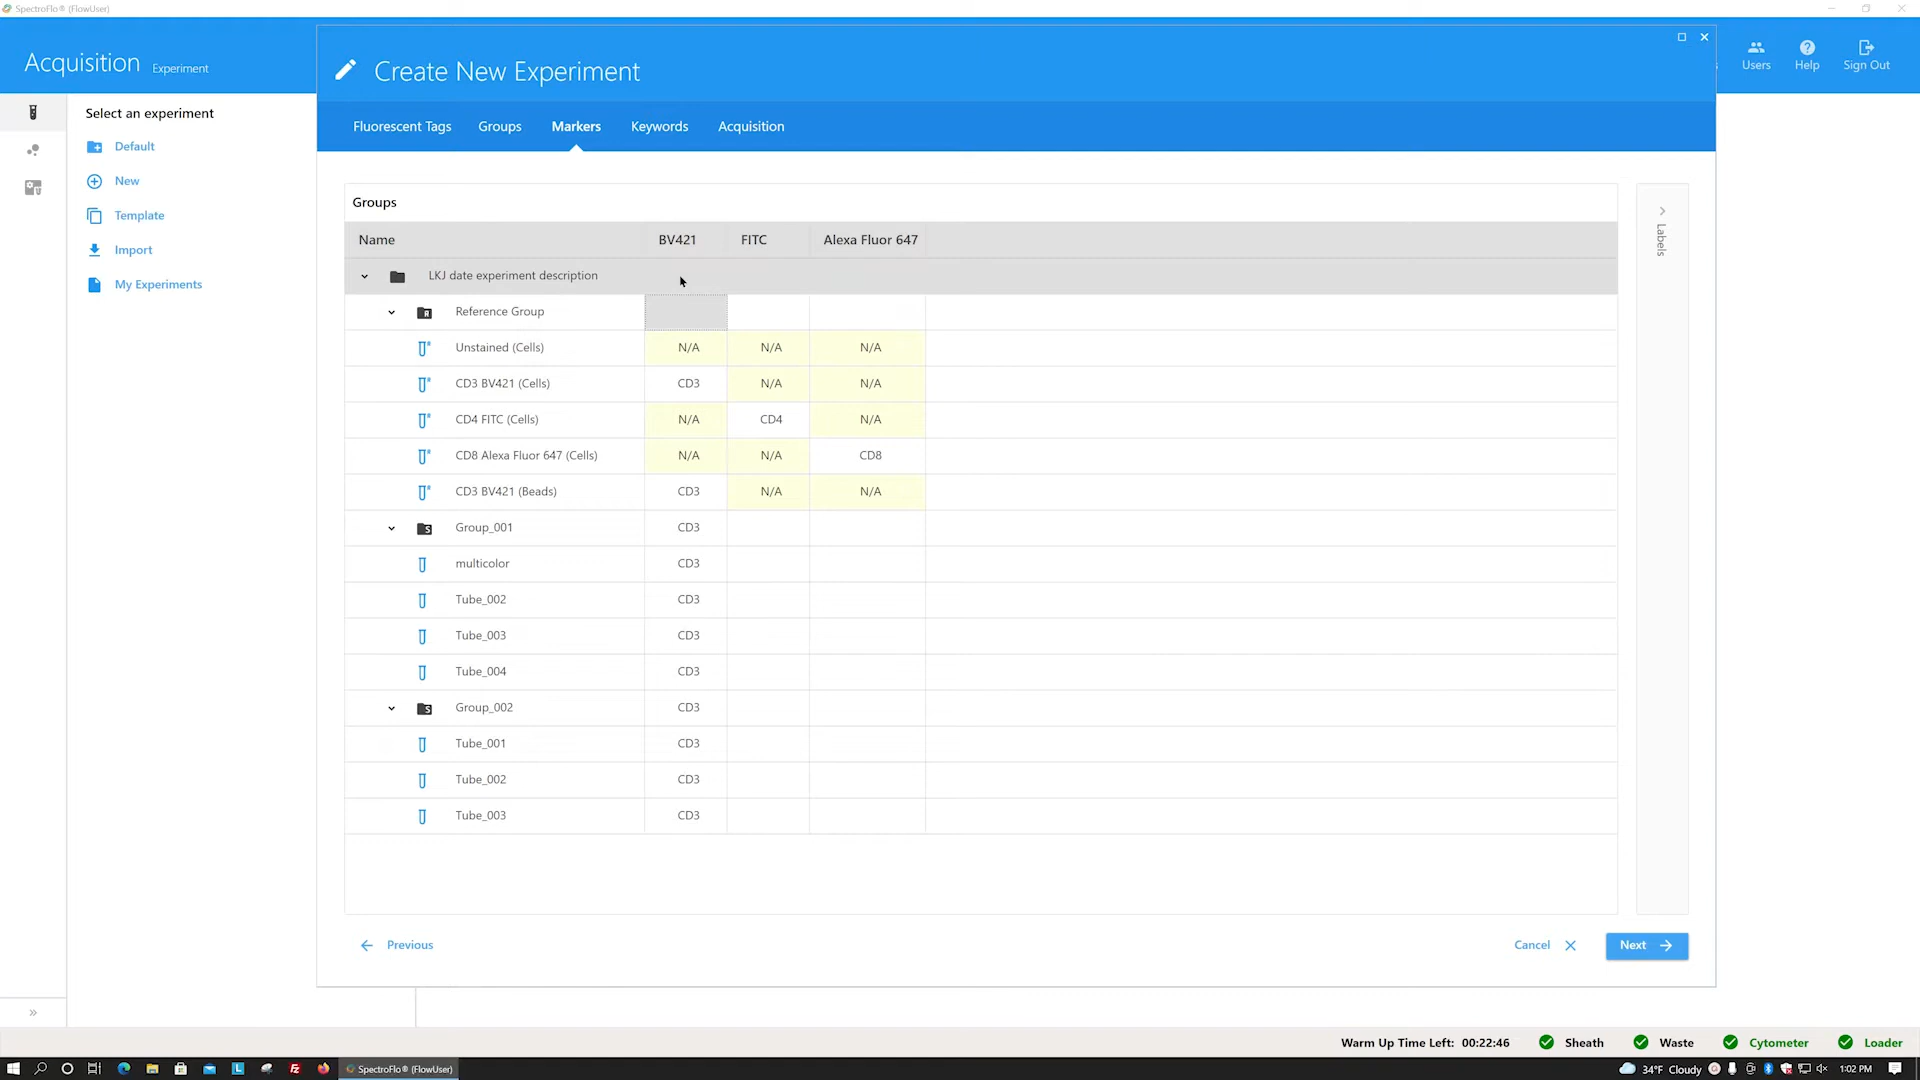 SpectroFlo® (FlowUser)
Acquisition Experiment
Create New Experiment
Users
Help
Sign Out
Fluorescent Tags Groups Markers Keywords Acquisition
Select an experiment
Default
New
Template
Import
My Experiments
Groups
Name BV421 FITC Alexa Fluor 647
LKJ date experiment description
Reference Group
Unstained (Cells) N/A N/A N/A
CD3 BV421 (Cells) CD3 N/A N/A
CD4 FITC (Cells) N/A CD4 N/A
CD8 Alexa Fluor 647 (Cells) N/A N/A CD8
CD3 BV421 (Beads) CD3 N/A N/A
Group_001 CD3
multicolor CD3
Tube_002 CD3
Tube_003 CD3
Tube_004 CD3
Group_002 CD3
Tube_001 CD3
Tube_002 CD3
Tube_003 CD3
Labels
Previous
Cancel
Next
Warm Up Time Left: 00:22:46 Sheath Waste Cytometer Loader
SpectroFlo® (FlowUser)
34°F Cloudy
1:02 PM